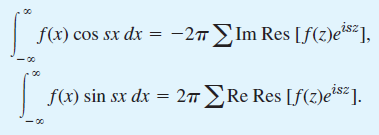 ∫_{-∞}^{∞} f(x) cos sx dx = −2π ∑ Im Res [f(z)e^{isz}],
∫_{-∞}^{∞} f(x) sin sx dx = 2π ∑ Re Res [f(z)e^{isz}].